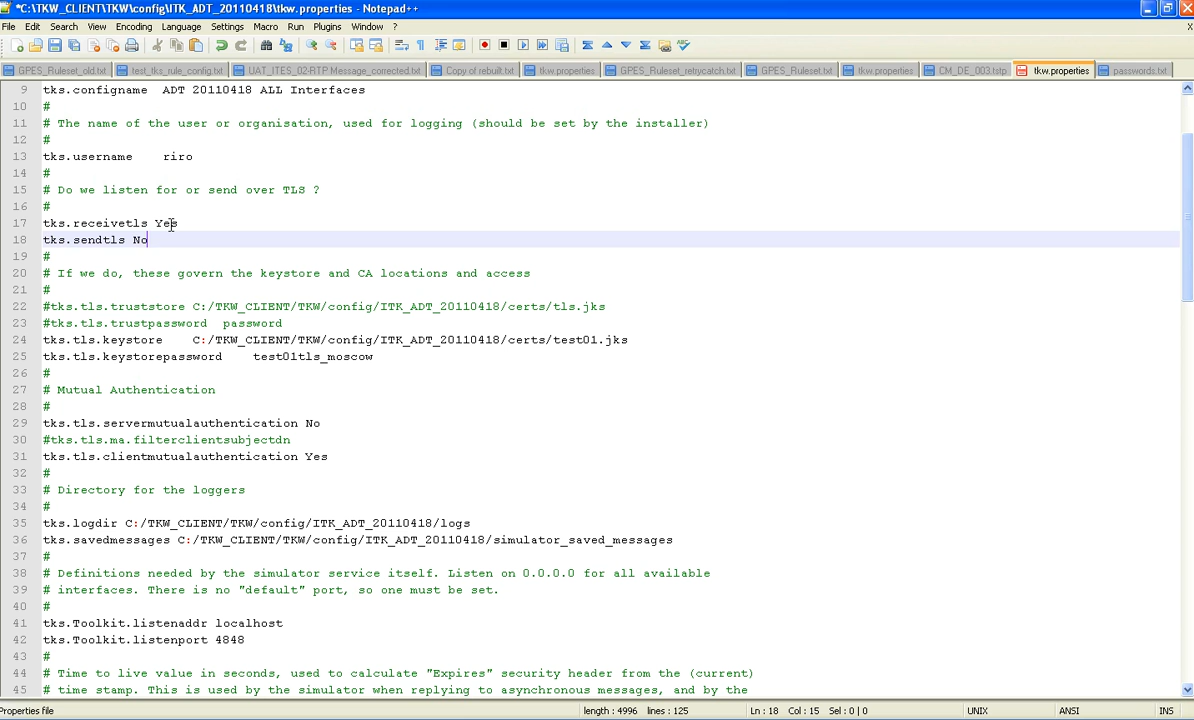 *C:\TKW_CLIENT\TKW\config\ITK_ADT_20110418\tkw.properties - Notepad++
File Edit Search View Encoding Language Settings Macro Run Plugins Window ? X
GPES_Ruleset_old.txt test_tks_rule_config.txt UAT_ITES_02-RTP Message_corrected.txt Copy of rebuilt.txt tkw.properties GPES_Ruleset_retrycatch.txt GPES_Ruleset.txt tkw.properties CM_DE_003.tstp tkw.properties passwords.txt
9 tks.configname ADT 20110418 ALL Interfaces
10 #
11 # The name of the user or organisation, used for logging (should be set by the installer)
12 #
13 tks.username riro
14 #
15 # Do we listen for or send over TLS ?
16 #
17 tks.receivetls Yes
18 tks.sendtls No
19 #
20 # If we do, these govern the keystore and CA locations and access
21 #
22 #tks.tls.truststore C:/TKW_CLIENT/TKW/config/ITK_ADT_20110418/certs/tls.jks
23 #tks.tls.trustpassword password
24 tks.tls.keystore C:/TKW_CLIENT/TKW/config/ITK_ADT_20110418/certs/test01.jks
25 tks.tls.keystorepassword test01tls_moscow
26 #
27 # Mutual Authentication
28 #
29 tks.tls.servermutualauthentication No
30 #tks.tls.ma.filterclientsubjectdn
31 tks.tls.clientmutualauthentication Yes
32 #
33 # Directory for the loggers
34 #
35 tks.logdir C:/TKW_CLIENT/TKW/config/ITK_ADT_20110418/logs
36 tks.savedmessages C:/TKW_CLIENT/TKW/config/ITK_ADT_20110418/simulator_saved_messages
37 #
38 # Definitions needed by the simulator service itself. Listen on 0.0.0.0 for all available
39 # interfaces. There is no "default" port, so one must be set.
40 #
41 tks.Toolkit.listenaddr localhost
42 tks.Toolkit.listenport 4848
43 #
44 # Time to live value in seconds, used to calculate "Expires" security header from the (current)
45 # time stamp. This is used by the simulator when replying to asynchronous messages, and by the
Properties file length : 4996 lines : 125 Ln : 18 Col : 15 Sel : 0 | 0 UNIX ANSI INS